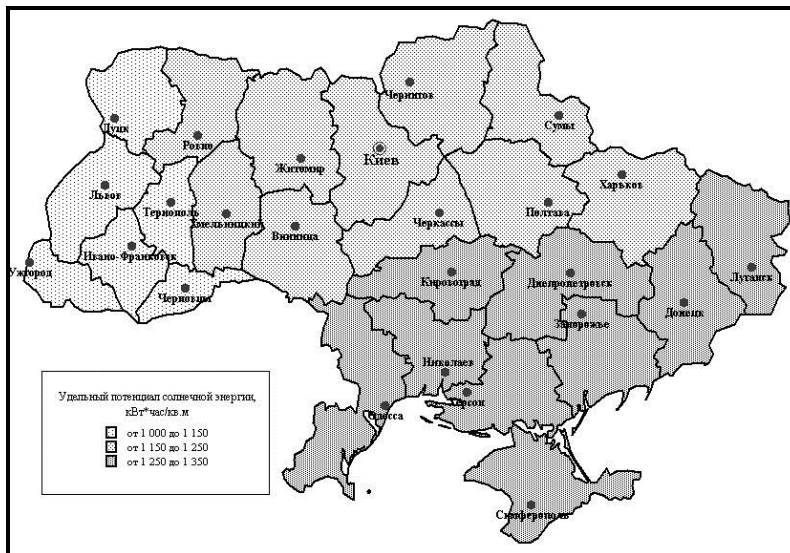 Чернигов
Луцк
Сумы
Ровно
Киев
Житомир
Харьков
Львов
Тернополь
Хмельницкий
Полтава
Черкассы
Винница
Ивано-Франковск
Ужгород
Луганск
Кировоград
Днепропетровск
Черновцы
Донецк
Запорожье
Николаев
Херсон
Одесса
Симферополь
Удельный потенциал солнечной энергии,
кВт*час/кв.м
от 1 000 до 1 150
от 1 150 до 1 250
от 1 250 до 1 350